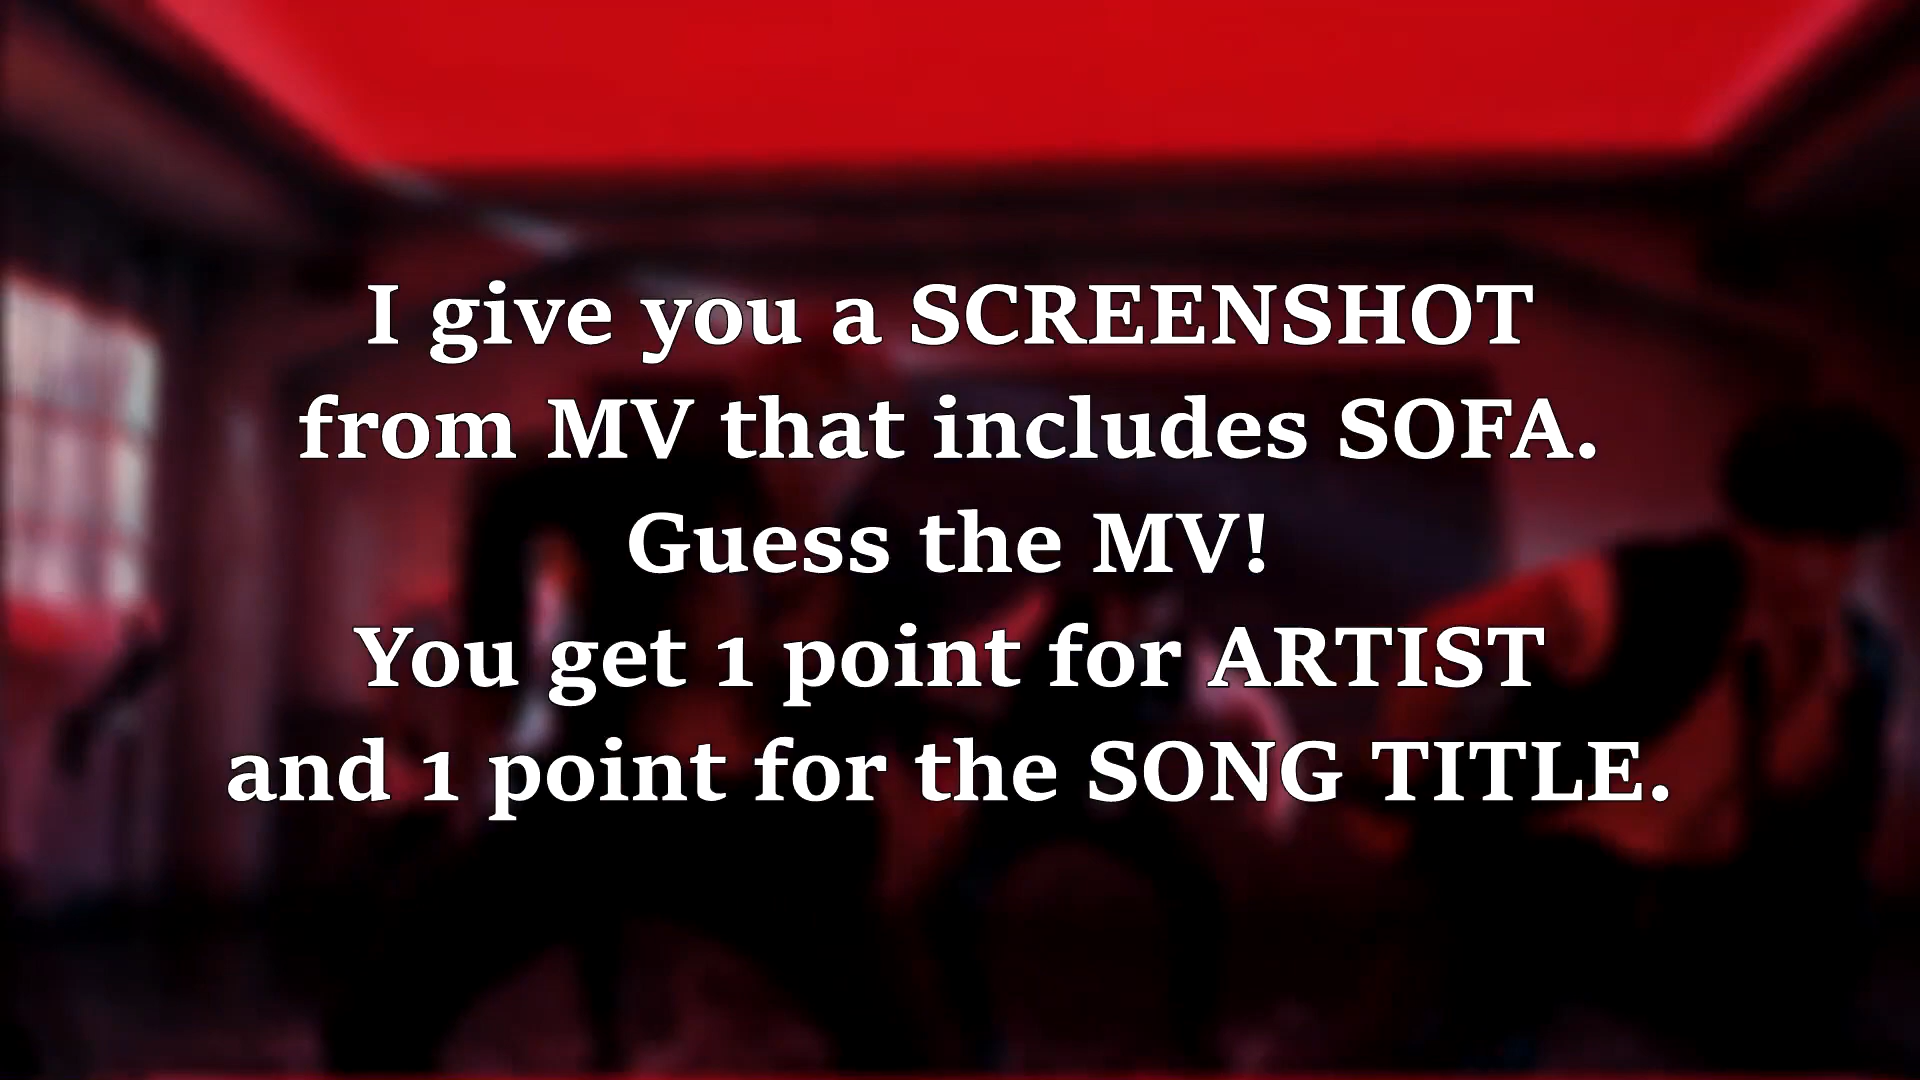 I give you a SCREENSHOT
from MV that includes SOFA.
Guess the MV!
You get 1 point for ARTIST
and 1 point for the SONG TITLE.